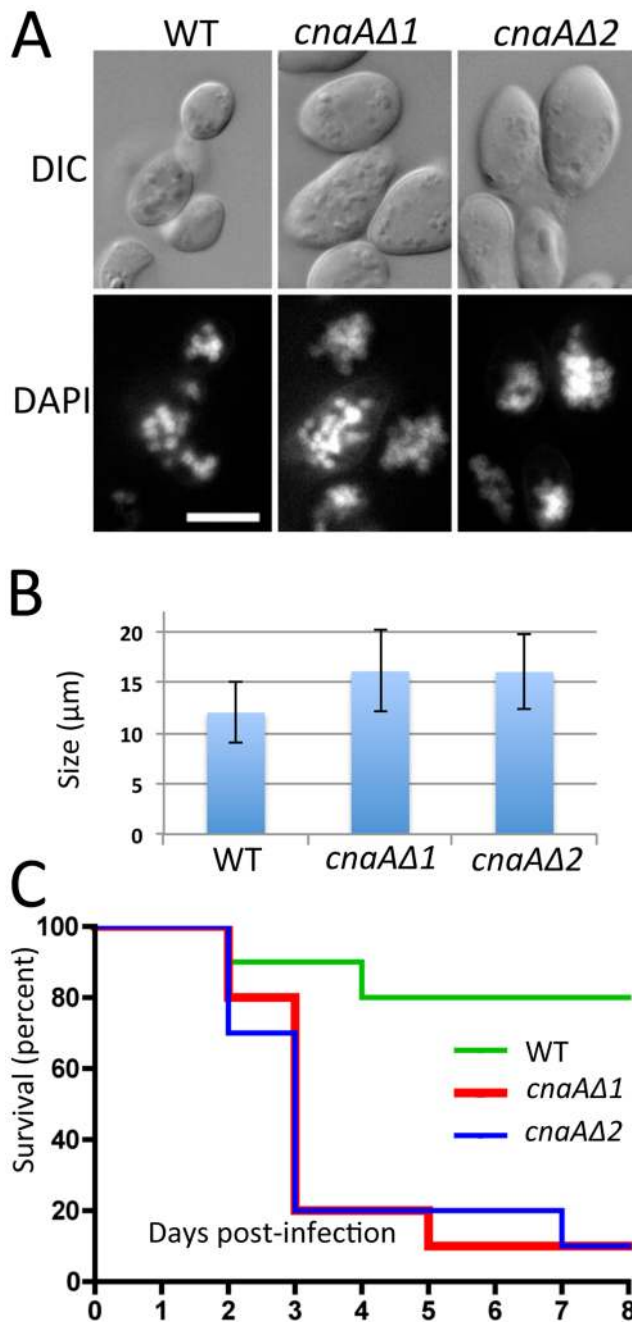 A
WT cnaAΔ1 cnaAΔ2
DIC
DAPI
B
Size (μm)
20
15
10
5
0
WT cnaAΔ1 cnaAΔ2
C
Survival (percent)
100
80
60
40
20
0
WT
cnaAΔ1
cnaAΔ2
Days post-infection
0 1 2 3 4 5 6 7 8